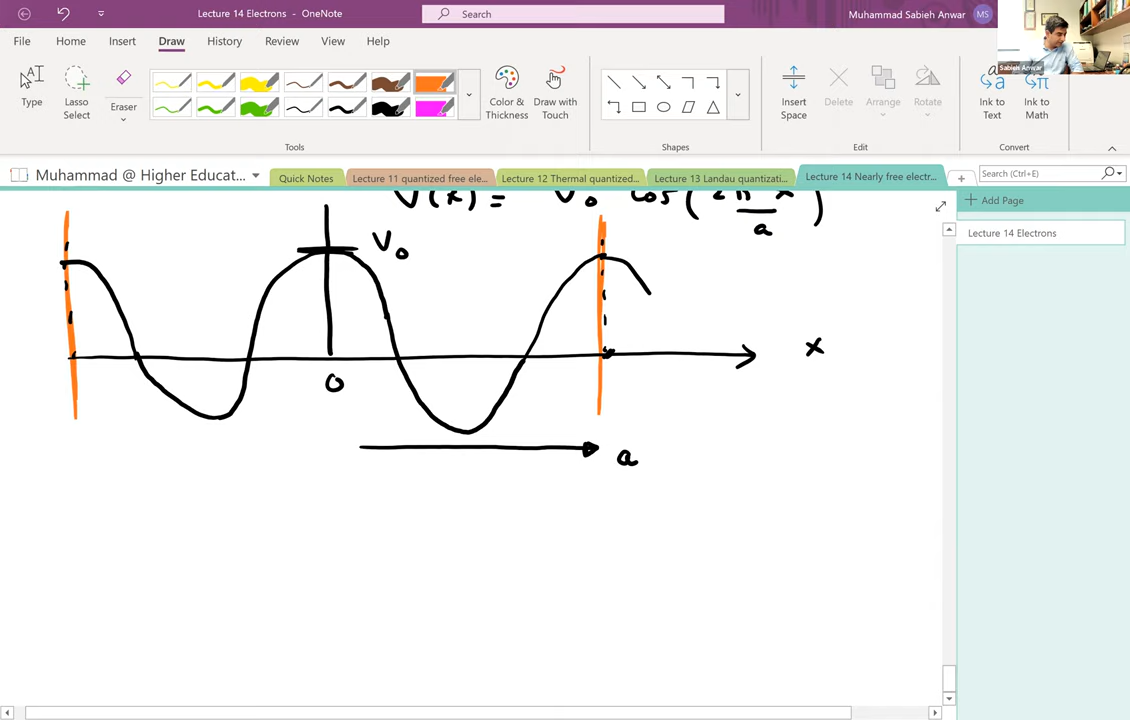 Lecture 14 Electrons - OneNote
Search
Muhammad Sabieh Anwar
MS
Sabieh Anwar
File
Home
Insert
Draw
History
Review
View
Help
Type
Lasso Select
Eraser
Color & Thickness
Draw with Touch
Insert Space
Delete
Arrange
Rotate
Ink to Text
Ink to Math
Tools
Shapes
Edit
Convert
Muhammad @ Higher Educat...
Quick Notes
Lecture 11 quantized free ele...
Lecture 12 Thermal quantized...
Lecture 13 Landau quantizati...
Lecture 14 Nearly free electr...
Search (Ctrl+E)
Add Page
Lecture 14 Electrons
V(x) = V₀ cos(2π/a x)
V₀
x
0
a